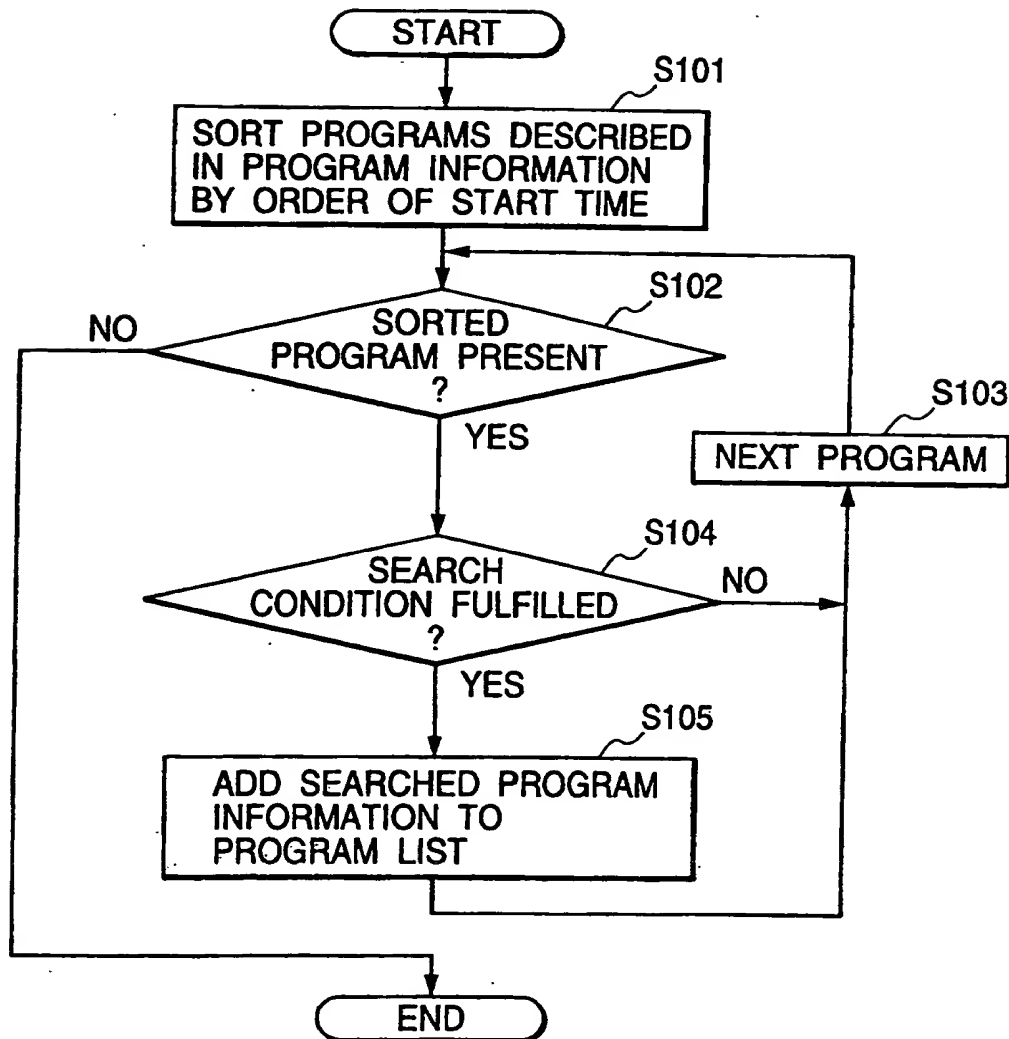 START
S101
SORT PROGRAMS DESCRIBED
IN PROGRAM INFORMATION
BY ORDER OF START TIME
S102
NO
SORTED
PROGRAM PRESENT
?
YES
S103
NEXT PROGRAM
S104
SEARCH
CONDITION FULFILLED
?
NO
YES
S105
ADD SEARCHED PROGRAM
INFORMATION TO
PROGRAM LIST
END